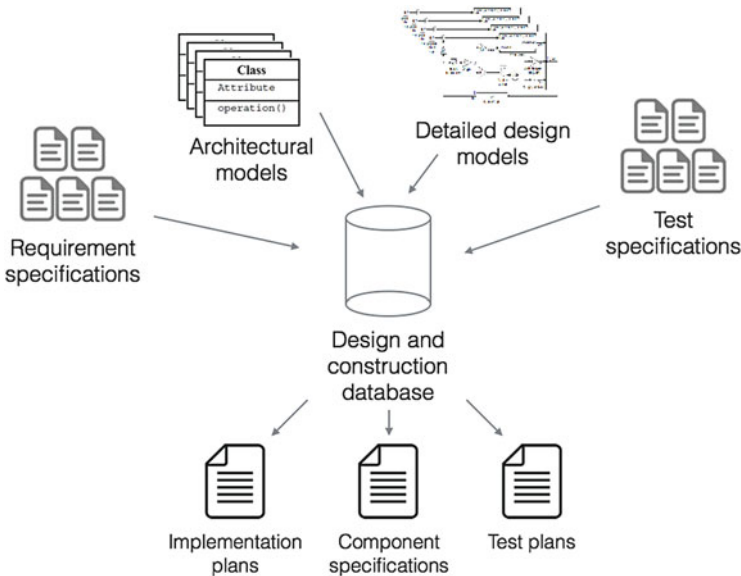 Class
Attribute
operation()
Architectural
models
Detailed design
models
Requirement
specifications
Test
specifications
Design and
construction
database
Implementation
plans
Component
specifications
Test plans